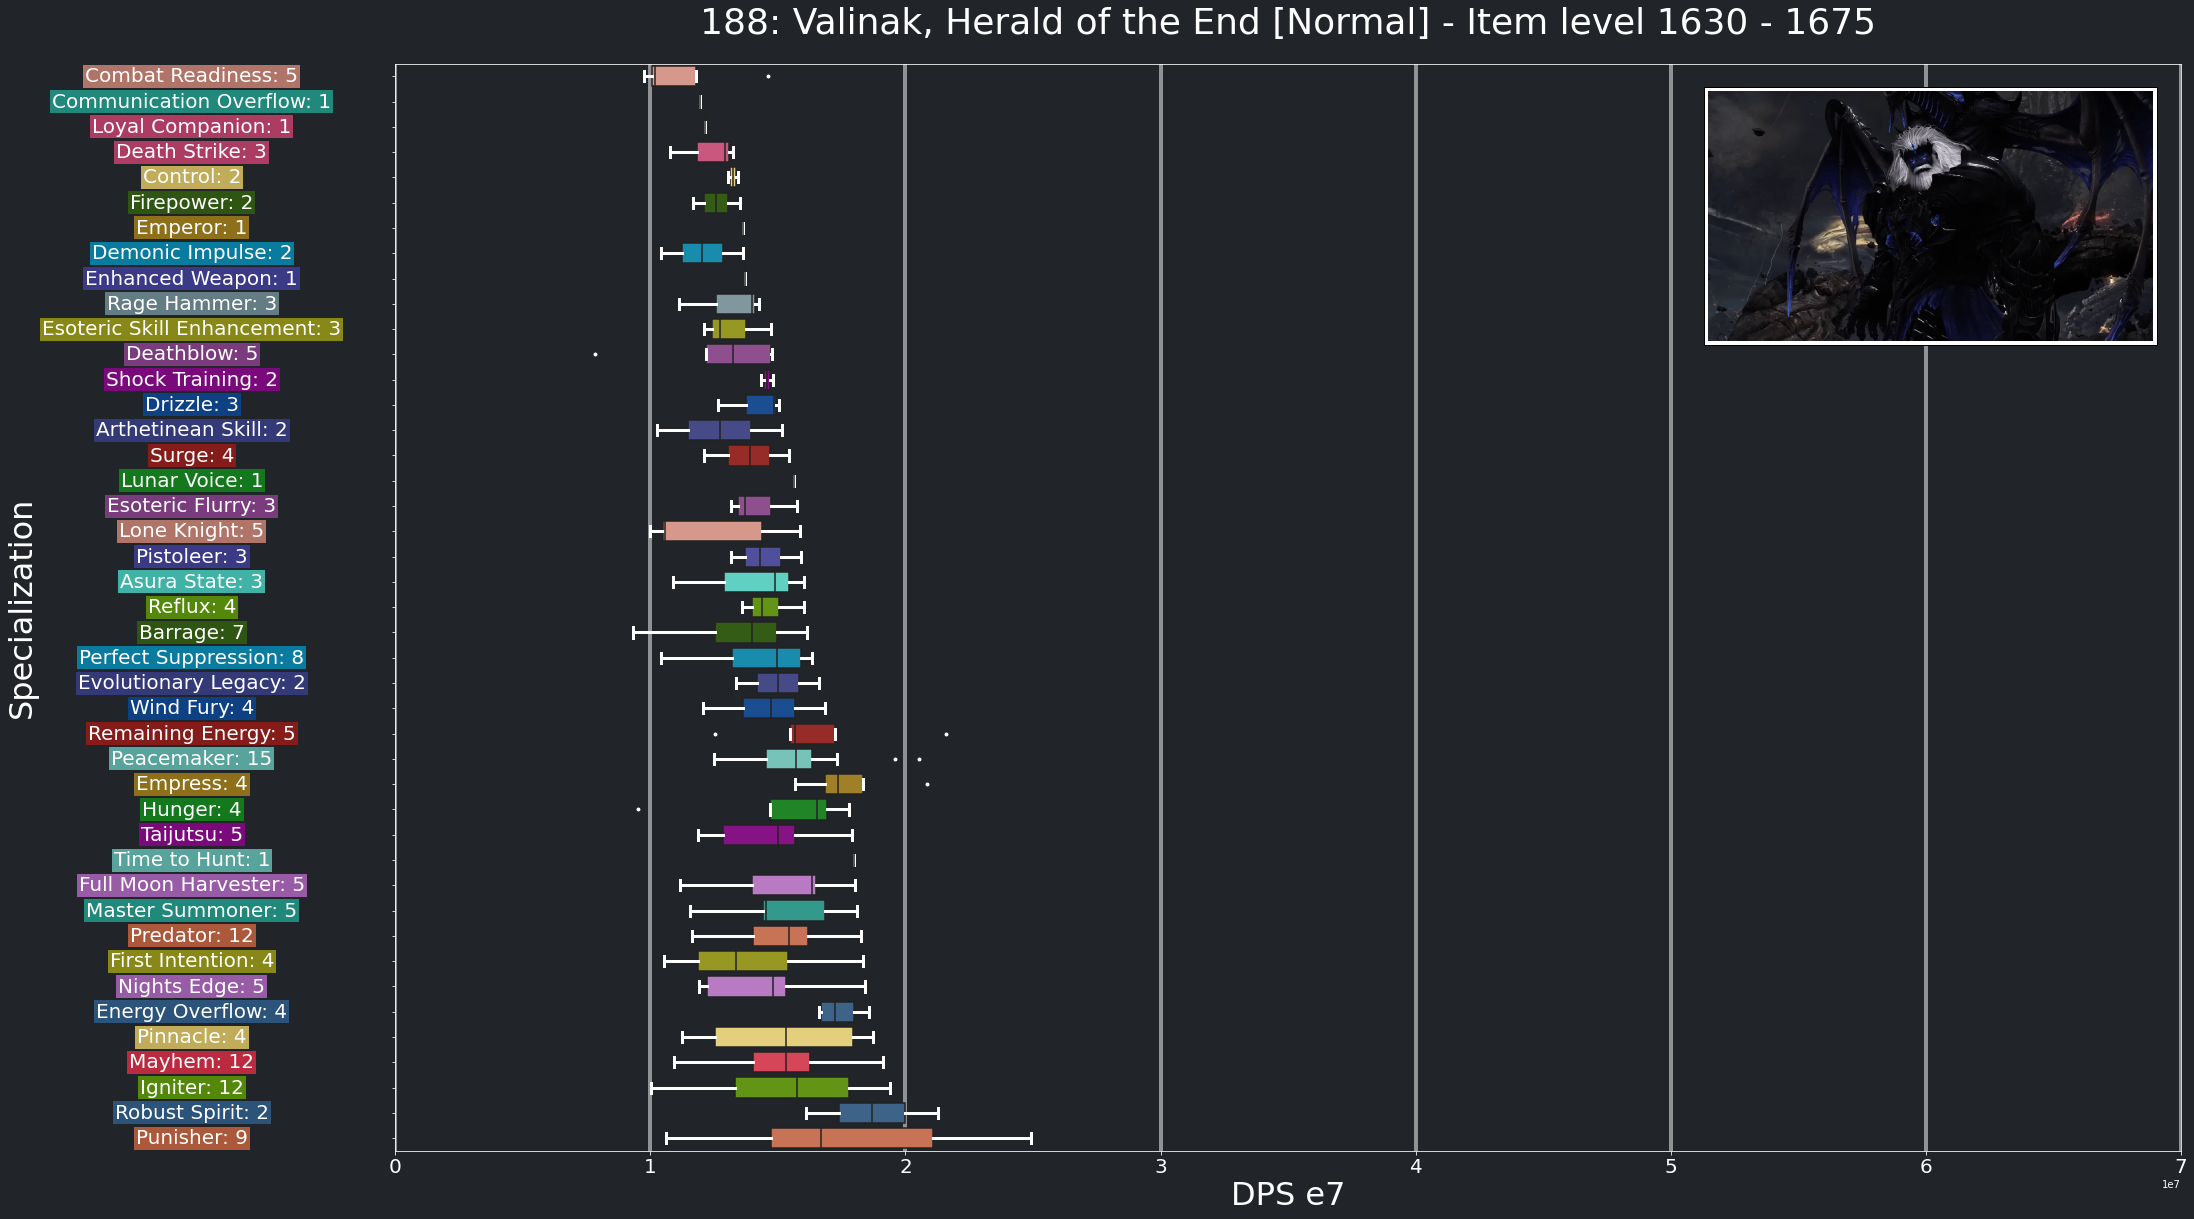 188: Valinak, Herald of the End [Normal] - Item level 1630 - 1675
Combat Readiness: 5
Communication Overflow: 1
Loyal Companion: 1
Death Strike: 3
Control: 2
Firepower: 2
Emperor: 1
Demonic Impulse: 2
Enhanced Weapon: 1
Rage Hammer: 3
Esoteric Skill Enhancement: 3
Deathblow: 5
Shock Training: 2
Drizzle: 3
Arthetinean Skill: 2
Surge: 4
Lunar Voice: 1
Esoteric Flurry: 3
Lone Knight: 5
Pistoleer: 3
Asura State: 3
Reflux: 4
Barrage: 7
Perfect Suppression: 8
Evolutionary Legacy: 2
Wind Fury: 4
Remaining Energy: 5
Peacemaker: 15
Empress: 4
Hunger: 4
Taijutsu: 5
Time to Hunt: 1
Full Moon Harvester: 5
Master Summoner: 5
Predator: 12
First Intention: 4
Nights Edge: 5
Energy Overflow: 4
Pinnacle: 4
Mayhem: 12
Igniter: 12
Robust Spirit: 2
Punisher: 9
Specialization
0 1 2 3 4 5 6 7
1e7
DPS e7